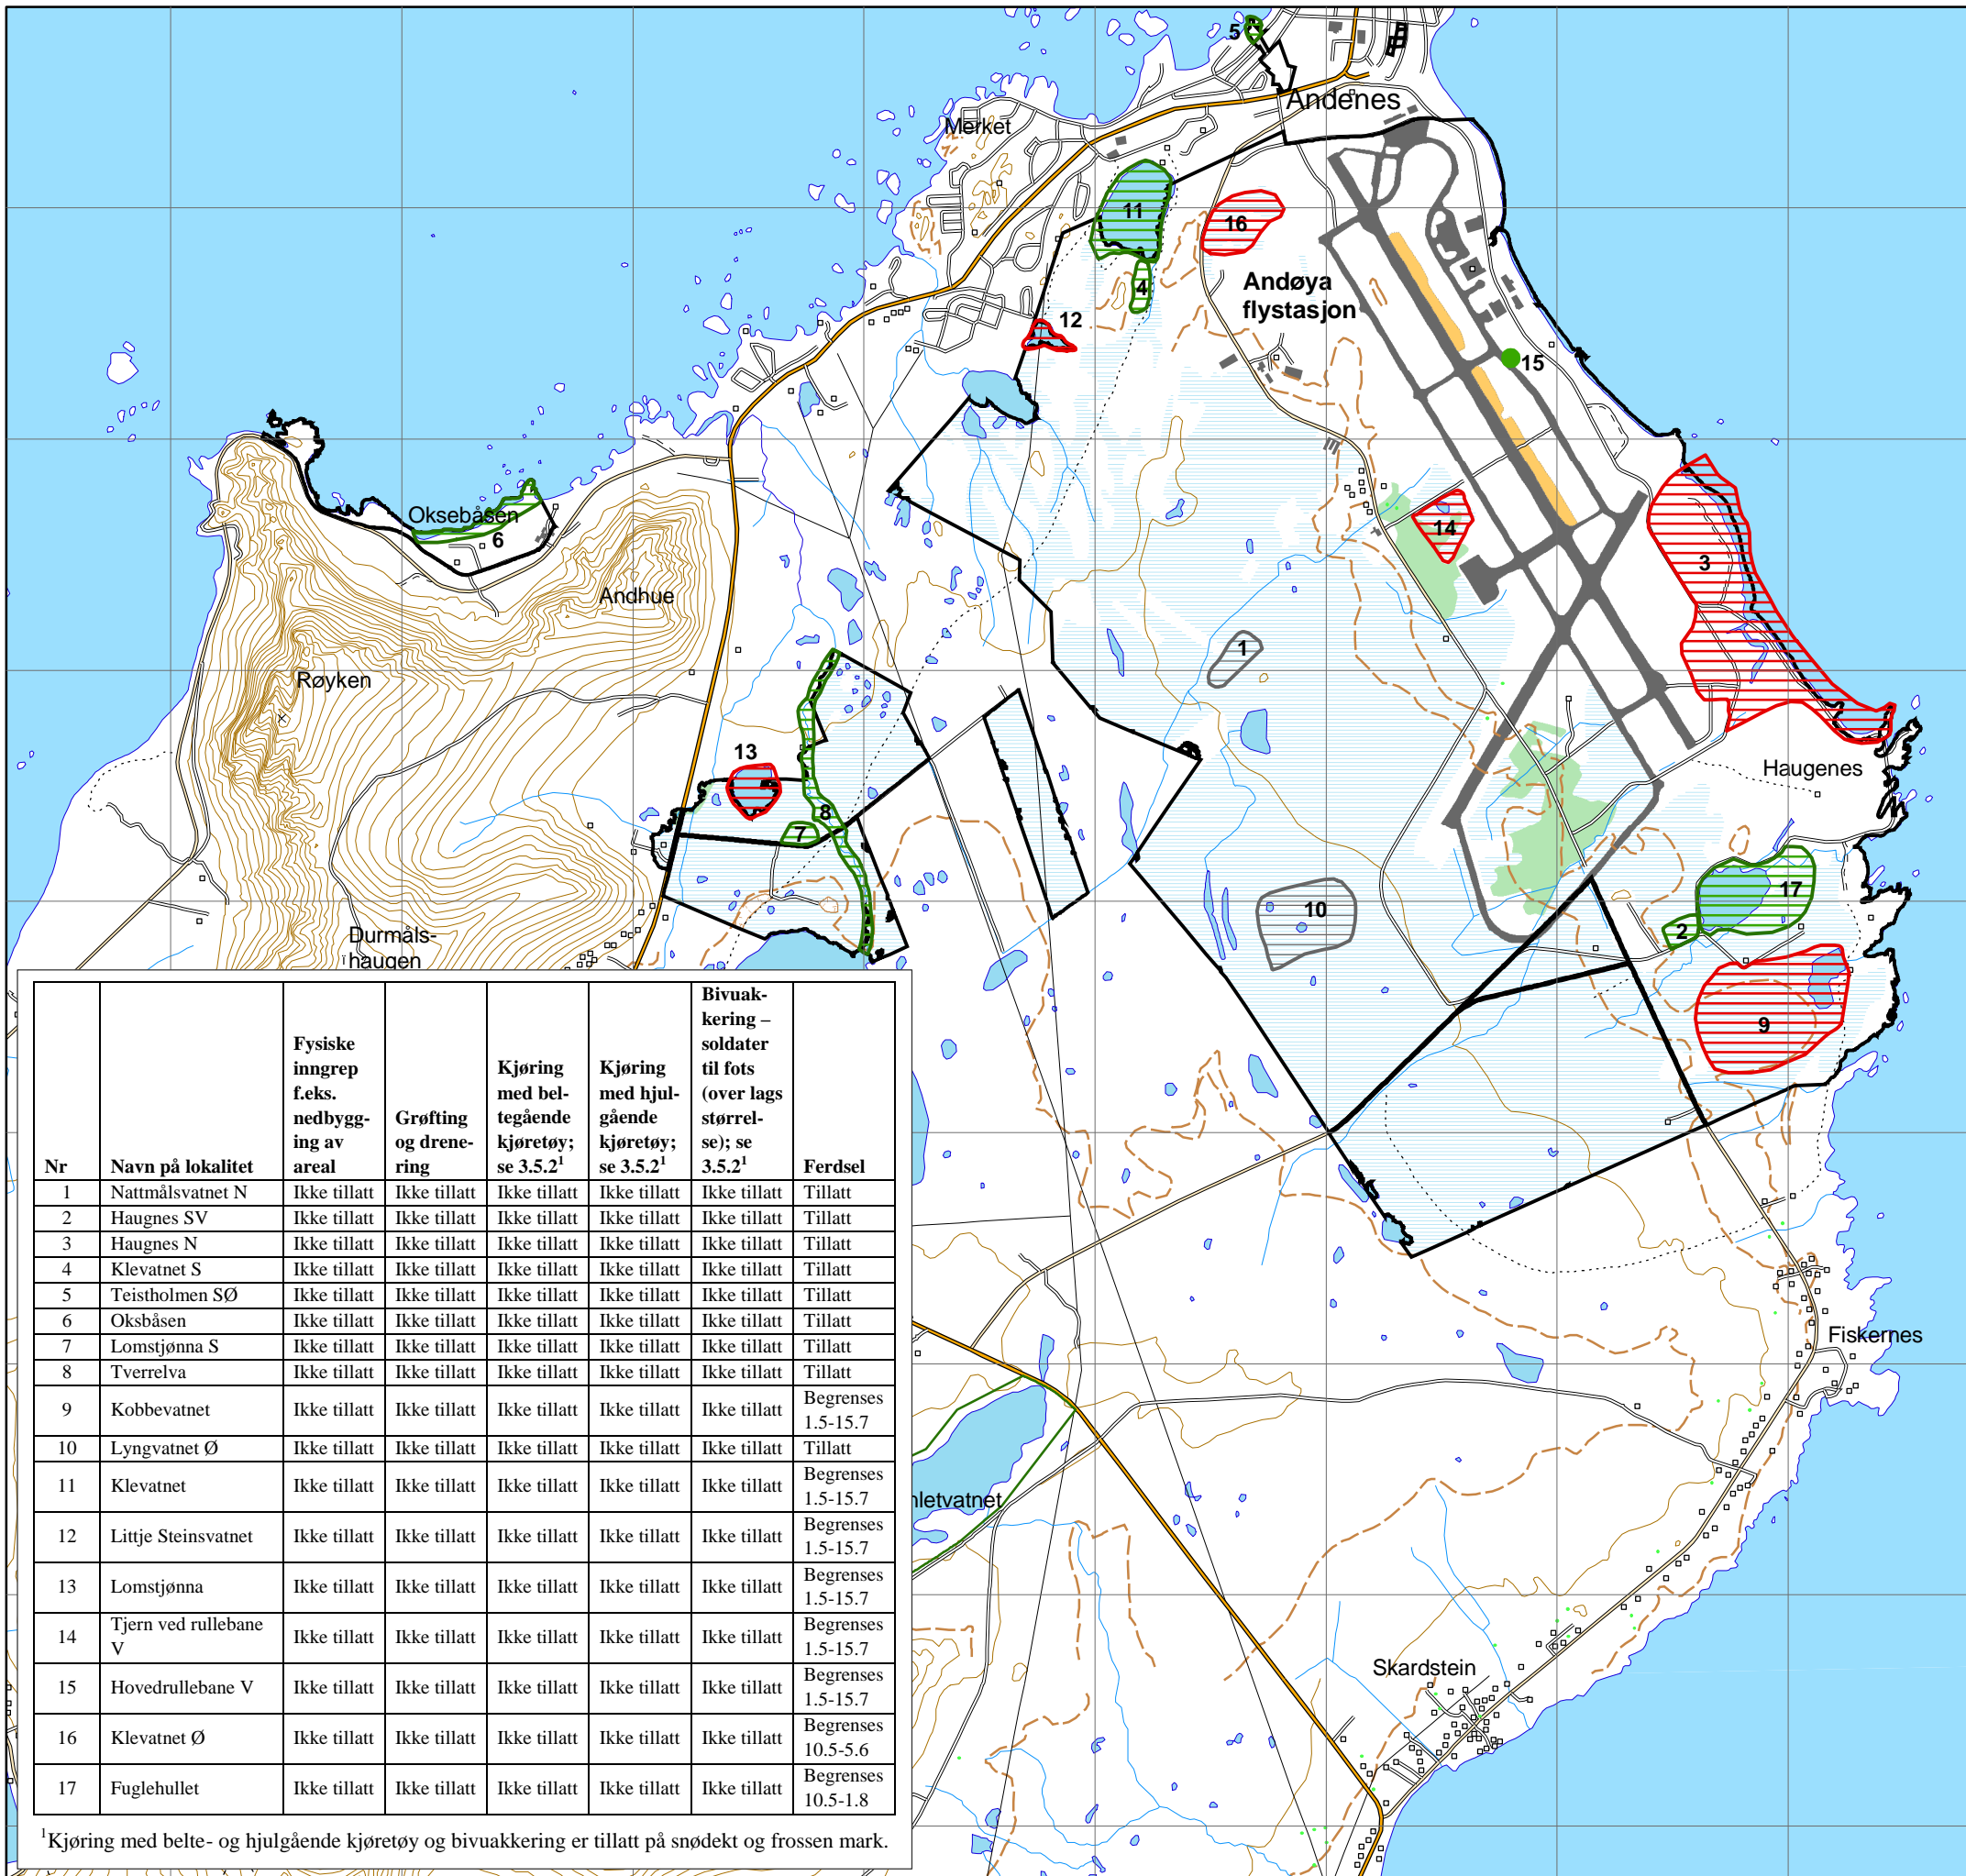 5
Andenes
Merket
11
16
4
Andøya
flystasjon
12
15
Oksebåsen
6
14
3
Andhue
1
Røyken
13
Haugenes
8
7
17
10
2
Durmåls-
haugen
9
Fiskernes
Skardstein
Nr Navn på lokalitet Fysiske inngrep f.eks. nedbygg-ing av areal Grøfting og drene-ring Kjøring med bel-tegående kjøretøy; se 3.5.2¹ Kjøring med hjul-gående kjøretøy; se 3.5.2¹ Bivuak-kering – soldater til fots (over lags størrel-se); se 3.5.2¹ Ferdsel
1 Nattmålsvatnet N Ikke tillatt Ikke tillatt Ikke tillatt Ikke tillatt Ikke tillatt Tillatt
2 Haugnes SV Ikke tillatt Ikke tillatt Ikke tillatt Ikke tillatt Ikke tillatt Tillatt
3 Haugnes N Ikke tillatt Ikke tillatt Ikke tillatt Ikke tillatt Ikke tillatt Tillatt
4 Klevatnet S Ikke tillatt Ikke tillatt Ikke tillatt Ikke tillatt Ikke tillatt Tillatt
5 Teistholmen SØ Ikke tillatt Ikke tillatt Ikke tillatt Ikke tillatt Ikke tillatt Tillatt
6 Oksbåsen Ikke tillatt Ikke tillatt Ikke tillatt Ikke tillatt Ikke tillatt Tillatt
7 Lomstjønna S Ikke tillatt Ikke tillatt Ikke tillatt Ikke tillatt Ikke tillatt Tillatt
8 Tverrelva Ikke tillatt Ikke tillatt Ikke tillatt Ikke tillatt Ikke tillatt Tillatt
9 Kobbevatnet Ikke tillatt Ikke tillatt Ikke tillatt Ikke tillatt Ikke tillatt Begrenses 1.5-15.7
10 Lyngvatnet Ø Ikke tillatt Ikke tillatt Ikke tillatt Ikke tillatt Ikke tillatt Tillatt
11 Klevatnet Ikke tillatt Ikke tillatt Ikke tillatt Ikke tillatt Ikke tillatt Begrenses 1.5-15.7
12 Littje Steinsvatnet Ikke tillatt Ikke tillatt Ikke tillatt Ikke tillatt Ikke tillatt Begrenses 1.5-15.7
13 Lomstjønna Ikke tillatt Ikke tillatt Ikke tillatt Ikke tillatt Ikke tillatt Begrenses 1.5-15.7
14 Tjern ved rullebane V Ikke tillatt Ikke tillatt Ikke tillatt Ikke tillatt Ikke tillatt Begrenses 1.5-15.7
15 Hovedrullebane V Ikke tillatt Ikke tillatt Ikke tillatt Ikke tillatt Ikke tillatt Begrenses 1.5-15.7
16 Klevatnet Ø Ikke tillatt Ikke tillatt Ikke tillatt Ikke tillatt Ikke tillatt Begrenses 10.5-5.6
17 Fuglehullet Ikke tillatt Ikke tillatt Ikke tillatt Ikke tillatt Ikke tillatt Begrenses 10.5-1.8
¹Kjøring med belte- og hjulgående kjøretøy og bivuakkering er tillatt på snødekt og frossen mark.